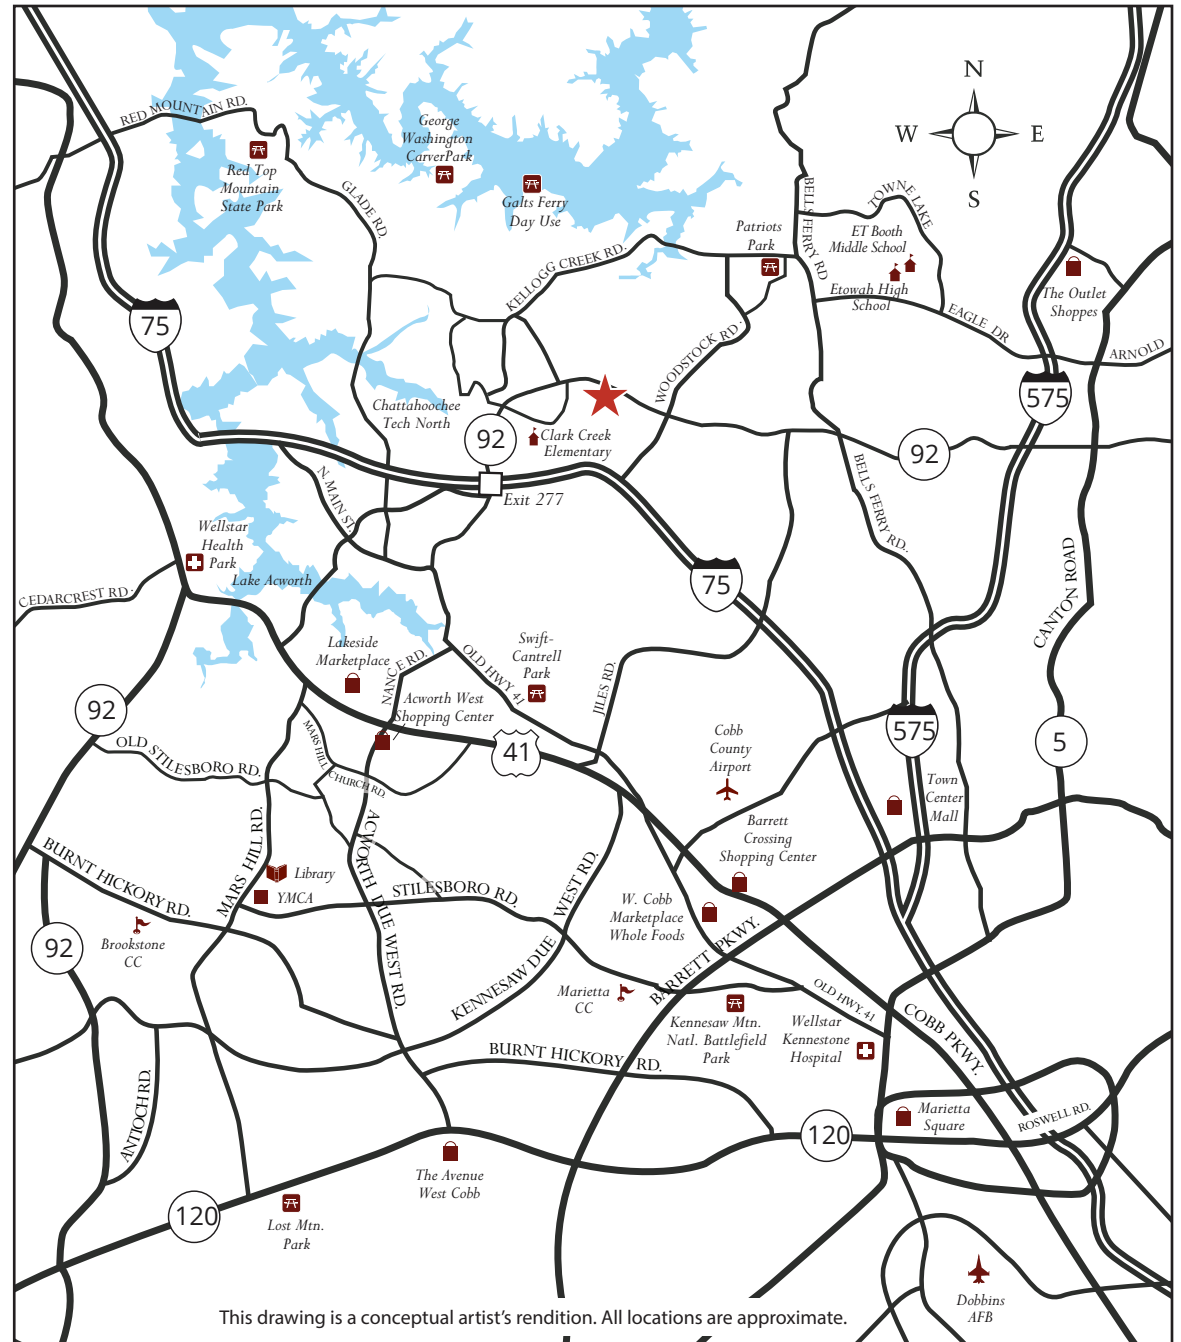 N
W
E
S
RED MOUNTAIN RD.
Red Top
Mountain
State Park
George
Washington
CarverPark
Galts Ferry
Day Use
GLADE RD.
KELLOGG CREEK RD.
Patriots
Park
BELLS FERRY RD
TOWNE LAKE
ET Booth
Middle School
Etowah High
School
EAGLE DR
The Outlet
Shoppes
ARNOLD
75
WOODSTOCK RD.
575
Chattahoochee
Tech North
92
Clark Creek
Elementary
92
Exit 277
N. MAIN ST.
BELLS FERRY RD.
Wellstar
Health
Park
Lake Acworth
CEDARCREST RD.
75
CANTON ROAD
Lakeside
Marketplace
NANCE RD.
OLD HWY 41
Swift-
Cantrell
Park
JILES RD.
Acworth West
Shopping Center
92
OLD STILESBORO RD.
MARS HILL
CHURCH RD.
41
Cobb
County
Airport
575
5
Town
Center
Mall
Barrett
Crossing
Shopping Center
MARS HILL RD.
ACWORTH DUE WEST RD.
BURNT HICKORY RD.
Library
YMCA
STILESBORO RD.
KENNESAW DUE WEST RD.
W. Cobb
Marketplace
Whole Foods
BARRETT PKWY.
92
Brookstone
CC
Marietta
CC
Kennesaw Mtn.
Natl. Battlefield
Park
OLD HWY. 41
Wellstar
Kennestone
Hospital
COBB PKWY.
BURNT HICKORY RD.
ANTIOCH RD.
Marietta
Square
ROSWELL RD.
120
The Avenue
West Cobb
120
Lost Mtn.
Park
Dobbins
AFB
This drawing is a conceptual artist's rendition. All locations are approximate.